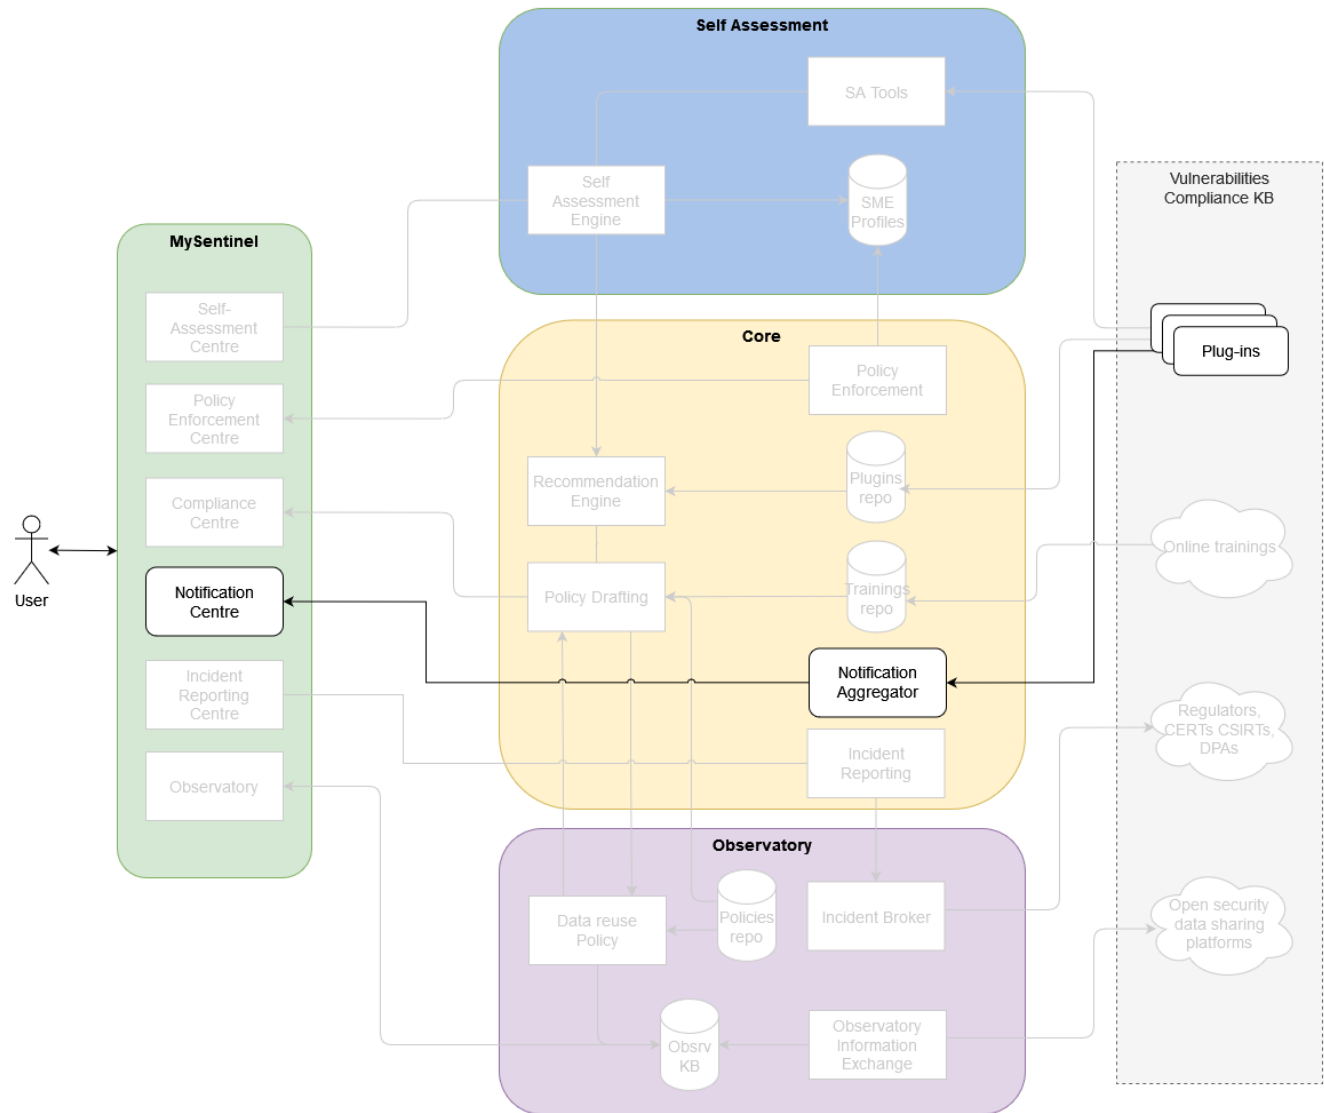 Self Assessment
SA Tools
Self
Assessment
Engine
SME
Profiles
Vulnerabilities
Compliance KB
MySentinel
Self-
Assessment
Centre
Policy
Enforcement
Centre
Compliance
Centre
Notification
Centre
Incident
Reporting
Centre
Observatory
User
Core
Policy
Enforcement
Recommendation
Engine
Plugins
repo
Policy Drafting
Trainings
repo
Notification
Aggregator
Incident
Reporting
Plug-ins
Online trainings
Regulators,
CERTs CSIRTs,
DPAs
Open security
data sharing
platforms
Observatory
Data reuse
Policy
Policies
repo
Incident Broker
Obsrv
KB
Observatory
Information
Exchange